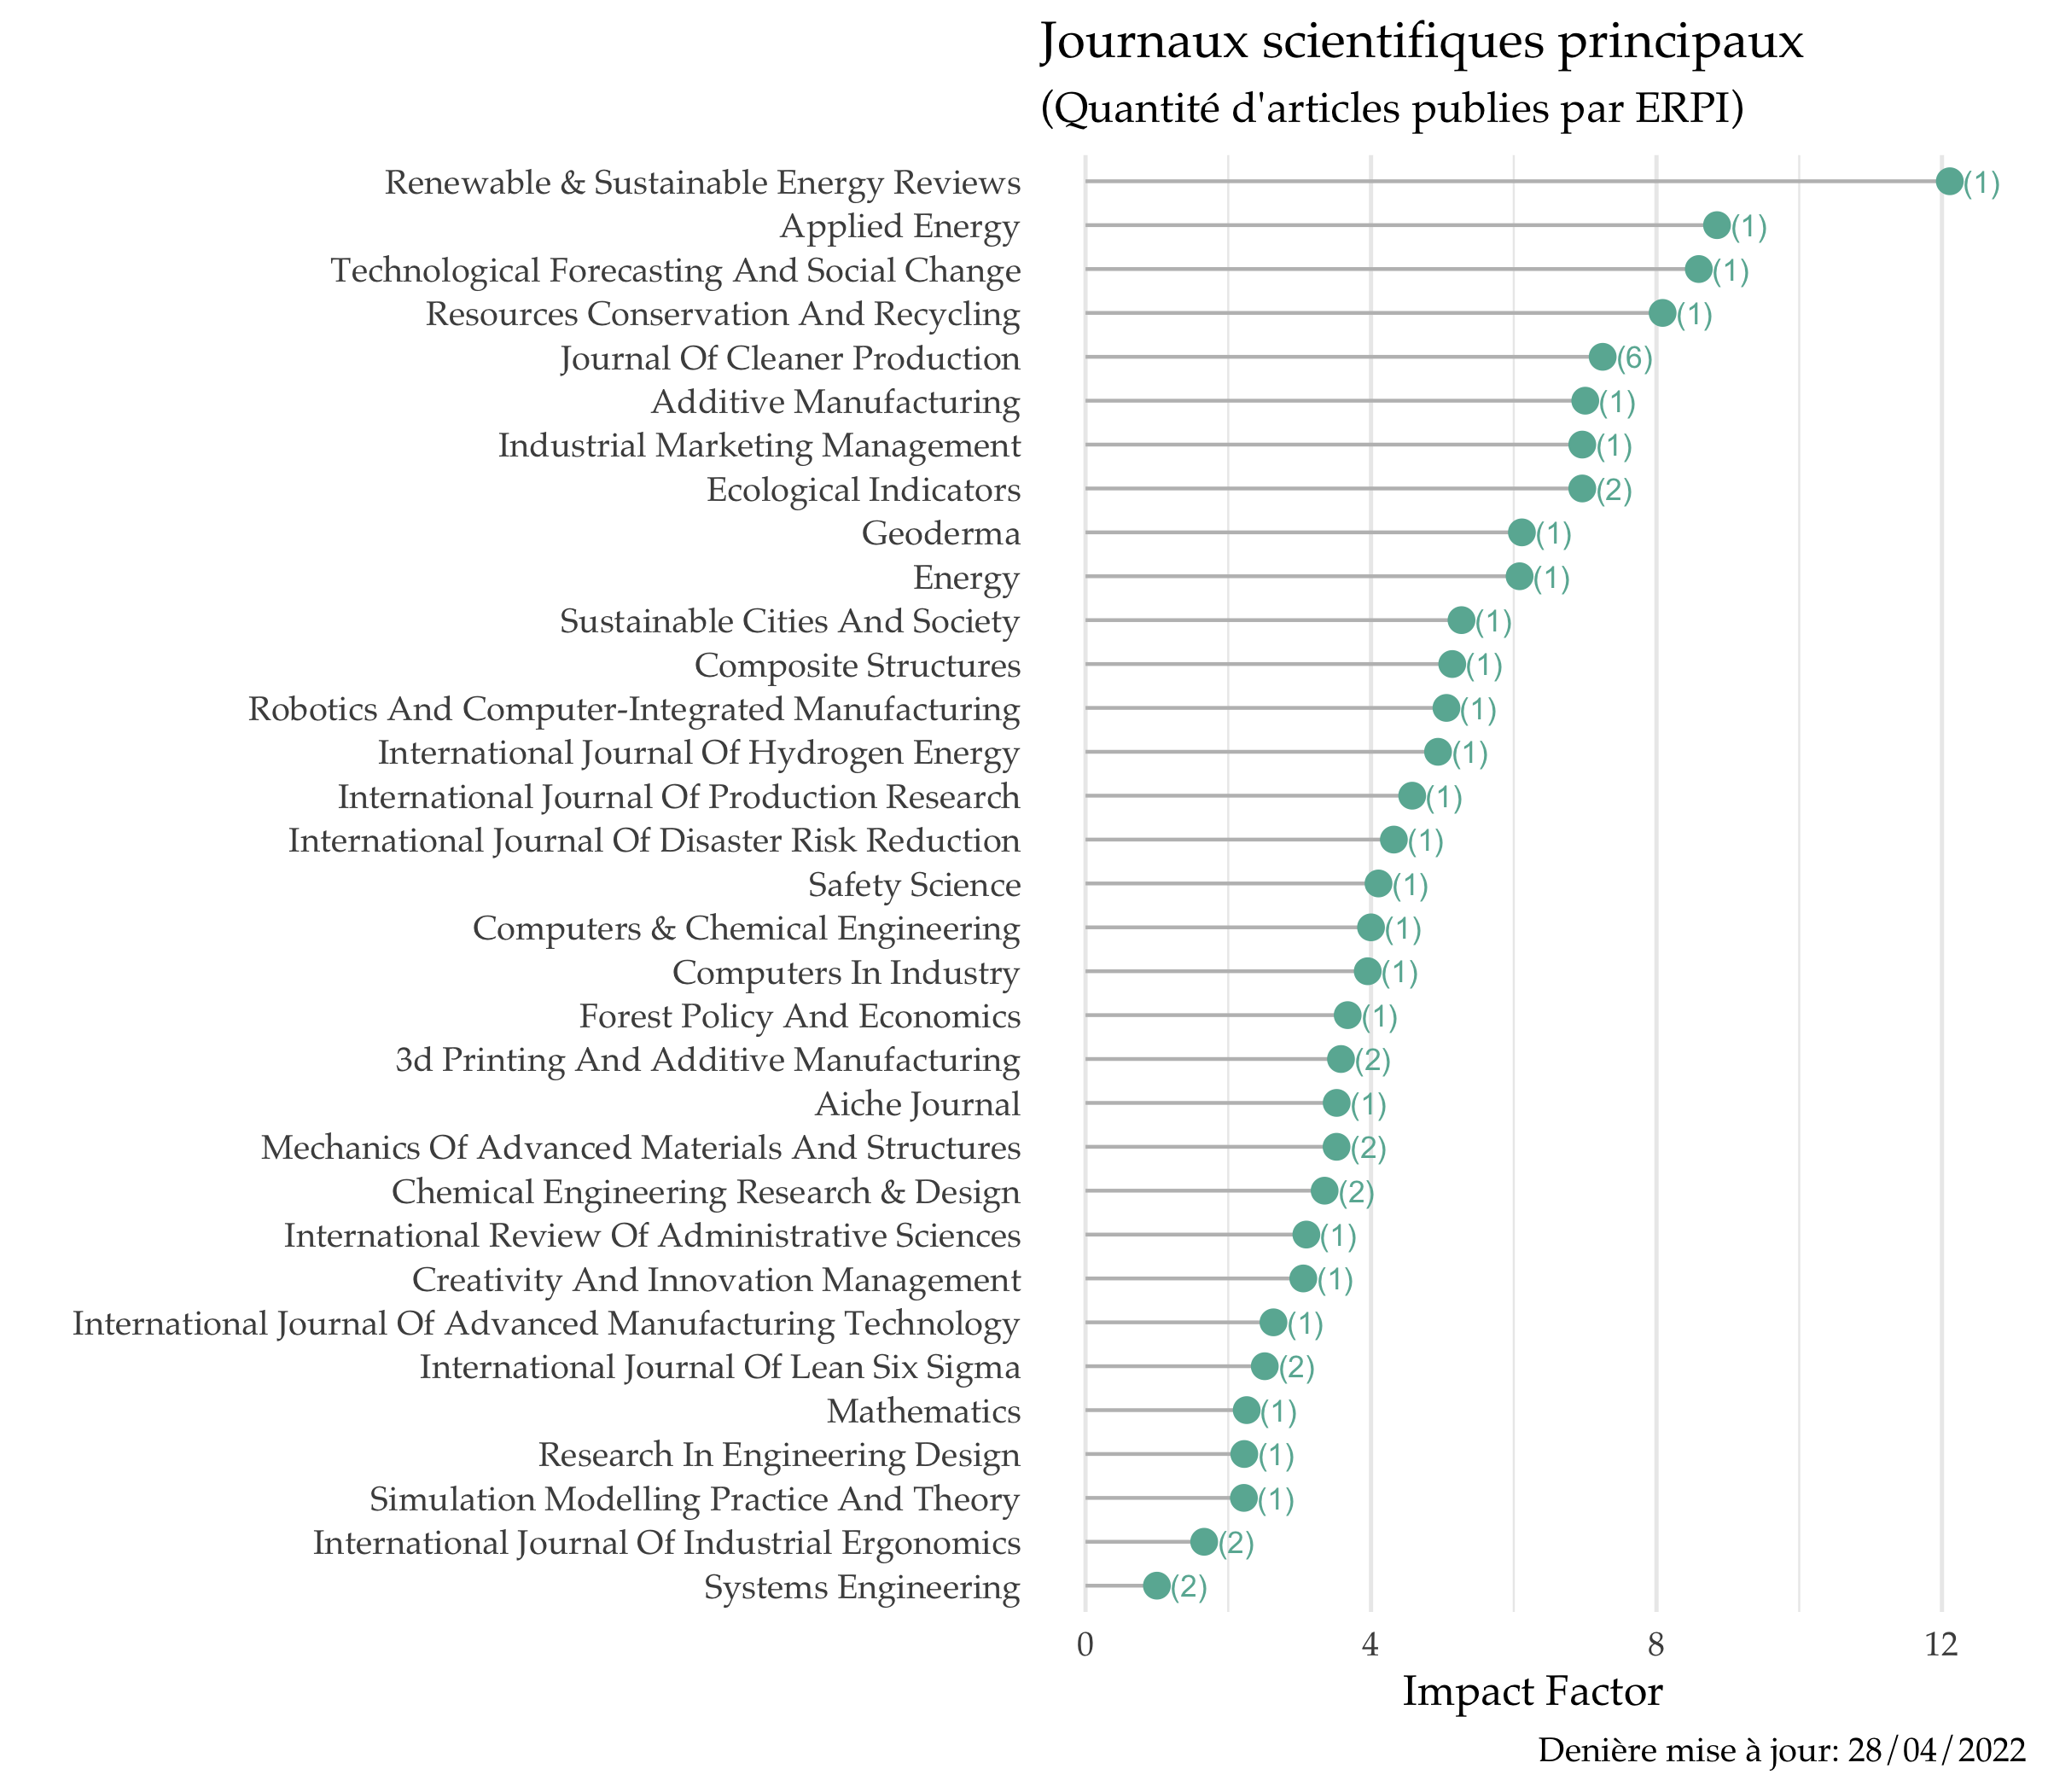 Journaux scientifiques principaux
(Quantité d'articles publies par ERPI)
Renewable & Sustainable Energy Reviews (1)
Applied Energy (1)
Technological Forecasting And Social Change (1)
Resources Conservation And Recycling (1)
Journal Of Cleaner Production (6)
Additive Manufacturing (1)
Industrial Marketing Management (1)
Ecological Indicators (2)
Geoderma (1)
Energy (1)
Sustainable Cities And Society (1)
Composite Structures (1)
Robotics And Computer-Integrated Manufacturing (1)
International Journal Of Hydrogen Energy (1)
International Journal Of Production Research (1)
International Journal Of Disaster Risk Reduction (1)
Safety Science (1)
Computers & Chemical Engineering (1)
Computers In Industry (1)
Forest Policy And Economics (1)
3d Printing And Additive Manufacturing (2)
Aiche Journal (1)
Mechanics Of Advanced Materials And Structures (2)
Chemical Engineering Research & Design (2)
International Review Of Administrative Sciences (1)
Creativity And Innovation Management (1)
International Journal Of Advanced Manufacturing Technology (1)
International Journal Of Lean Six Sigma (2)
Mathematics (1)
Research In Engineering Design (1)
Simulation Modelling Practice And Theory (1)
International Journal Of Industrial Ergonomics (2)
Systems Engineering (2)
0 4 8 12
Impact Factor
Denière mise à jour: 28/04/2022